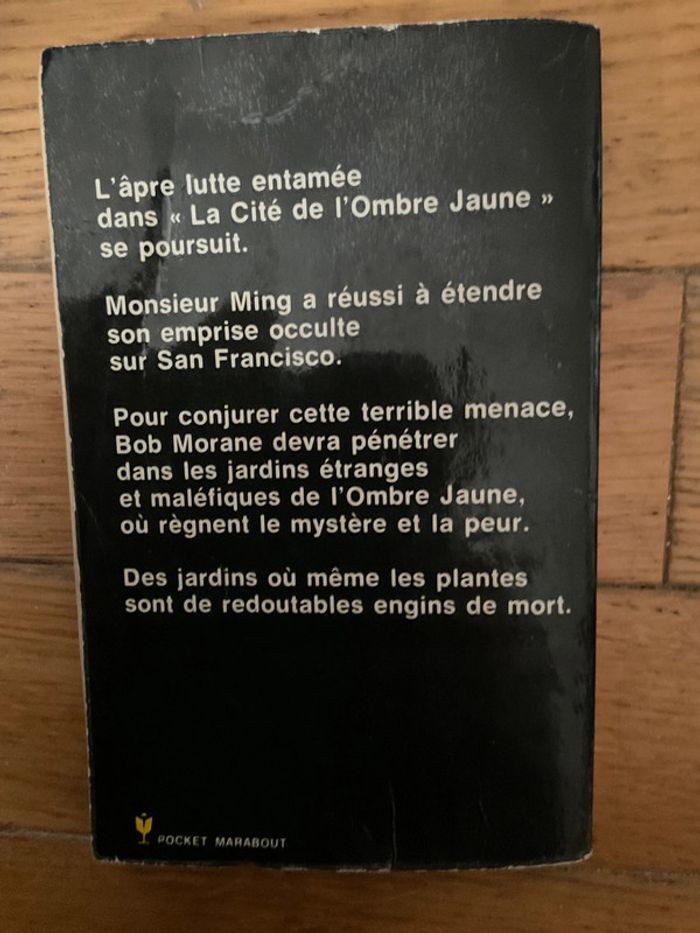 L'âpre lutte entamée
dans « La Cité de l'Ombre Jaune »
se poursuit.
Monsieur Ming a réussi à étendre
son emprise occulte
sur San Francisco.
Pour conjurer cette terrible menace,
Bob Morane devra pénétrer
dans les jardins étranges
et maléfiques de l'Ombre Jaune,
où règnent le mystère et la peur.
Des jardins où même les plantes
sont de redoutables engins de mort.
POCKET MARABOUT